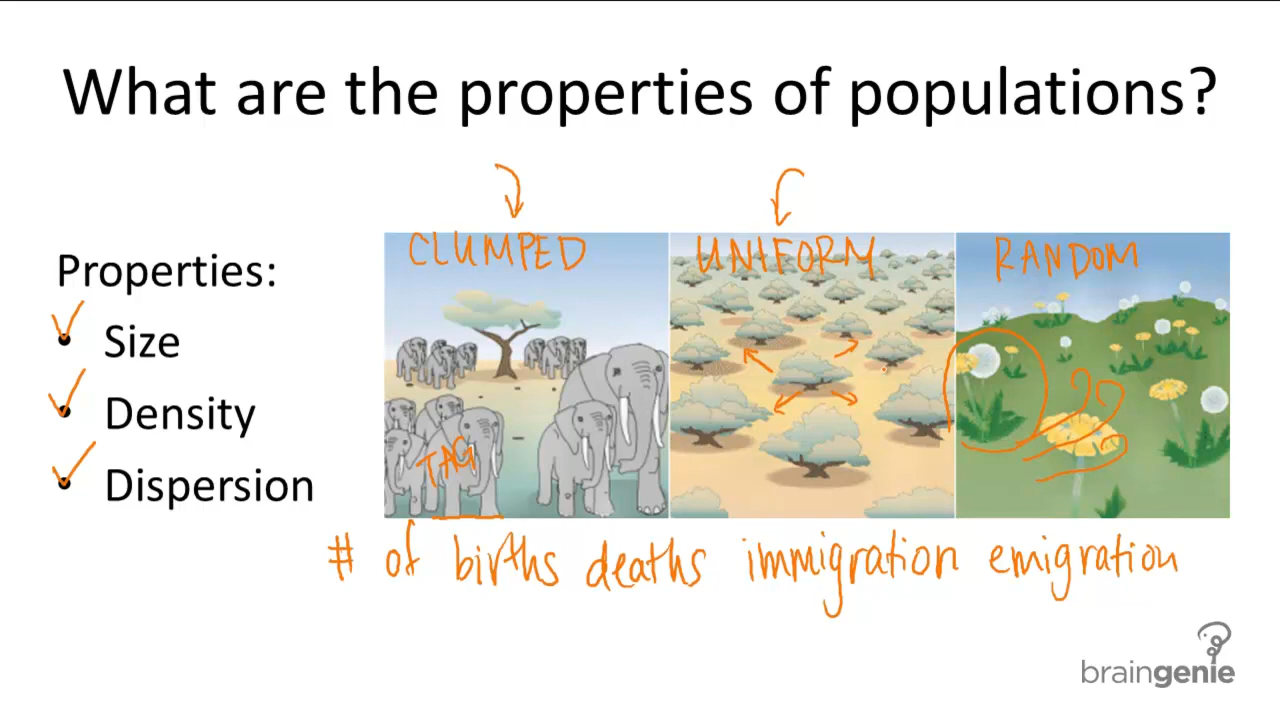 What are the properties of populations?
CLUMPED UNIFORM RANDOM
Properties:
• Size
• Density
• Dispersion
TAG
# of births deaths immigration emigration
braingenie